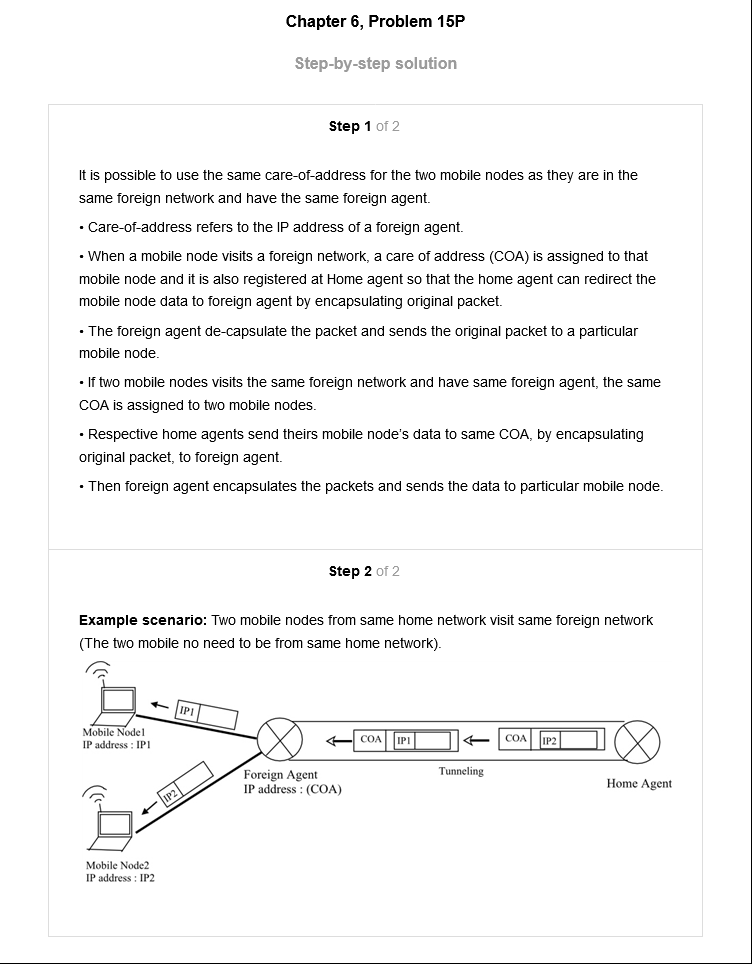 Chapter 6, Problem 15P
Step-by-step solution
Step 1 of 2
It is possible to use the same care-of-address for the two mobile nodes as they are in the
same foreign network and have the same foreign agent.
• Care-of-address refers to the IP address of a foreign agent.
• When a mobile node visits a foreign network, a care of address (COA) is assigned to that
mobile node and it is also registered at Home agent so that the home agent can redirect the
mobile node data to foreign agent by encapsulating original packet.
• The foreign agent de-capsulate the packet and sends the original packet to a particular
mobile node.
• If two mobile nodes visits the same foreign network and have same foreign agent, the same
COA is assigned to two mobile nodes.
• Respective home agents send theirs mobile node's data to same COA, by encapsulating
original packet, to foreign agent.
• Then foreign agent encapsulates the packets and sends the data to particular mobile node.
Step 2 of 2
Example scenario: Two mobile nodes from same home network visit same foreign network
(The two mobile no need to be from same home network).
IP1
Mobile Node1
IP address : IP1
COA IP1
COA IP2
Foreign Agent
IP address : (COA)
Tunneling
Home Agent
IP2
Mobile Node2
IP address : IP2